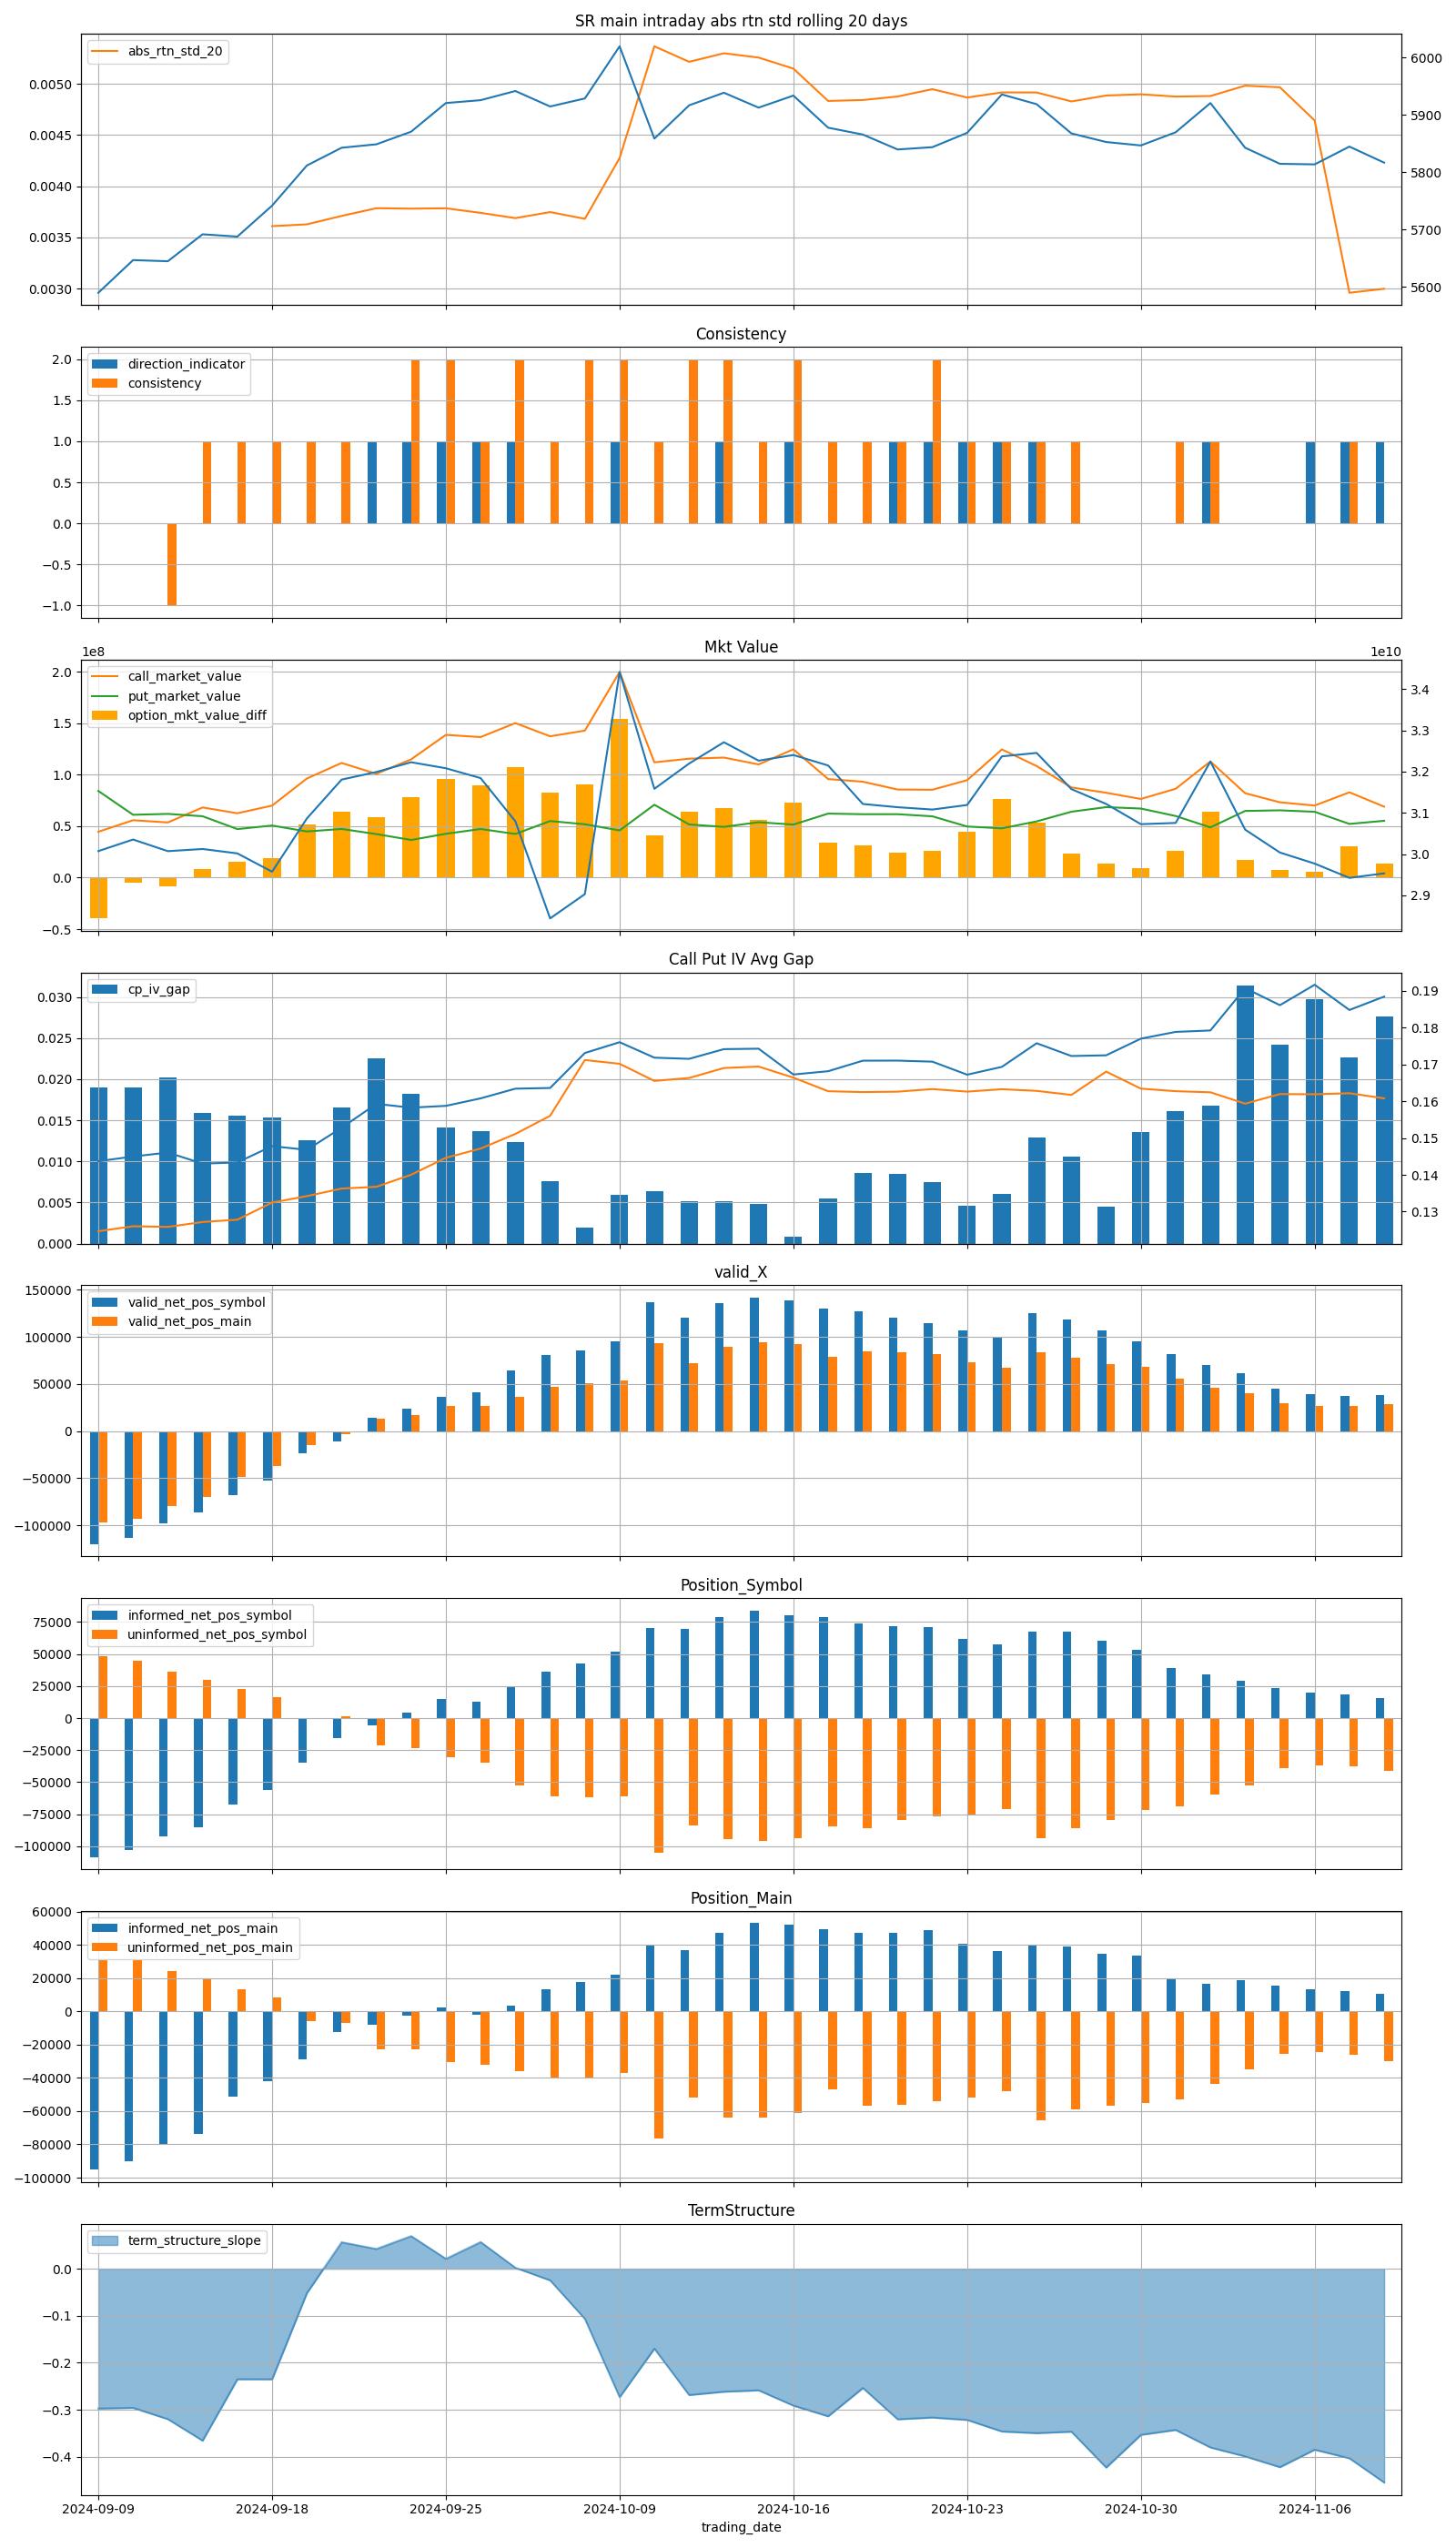 SR main intraday abs rtn std rolling 20 days
abs_rtn_std_20
0.0050
0.0045
0.0040
0.0035
0.0030
6000
5900
5800
5700
5600
Consistency
direction_indicator
consistency
2.0
1.5
1.0
0.5
0.0
−0.5
−1.0
Mkt Value
1e8
1e10
call_market_value
put_market_value
option_mkt_value_diff
2.0
1.5
1.0
0.5
0.0
−0.5
3.4
3.3
3.2
3.1
3.0
2.9
Call Put IV Avg Gap
cp_iv_gap
0.030
0.025
0.020
0.015
0.010
0.005
0.000
0.19
0.18
0.17
0.16
0.15
0.14
0.13
valid_X
valid_net_pos_symbol
valid_net_pos_main
150000
100000
50000
0
−50000
−100000
Position_Symbol
informed_net_pos_symbol
uninformed_net_pos_symbol
75000
50000
25000
0
−25000
−50000
−75000
−100000
Position_Main
informed_net_pos_main
uninformed_net_pos_main
60000
40000
20000
0
−20000
−40000
−60000
−80000
−100000
TermStructure
term_structure_slope
0.0
−0.1
−0.2
−0.3
−0.4
2024-09-09 2024-09-18 2024-09-25 2024-10-09 2024-10-16 2024-10-23 2024-10-30 2024-11-06
trading_date